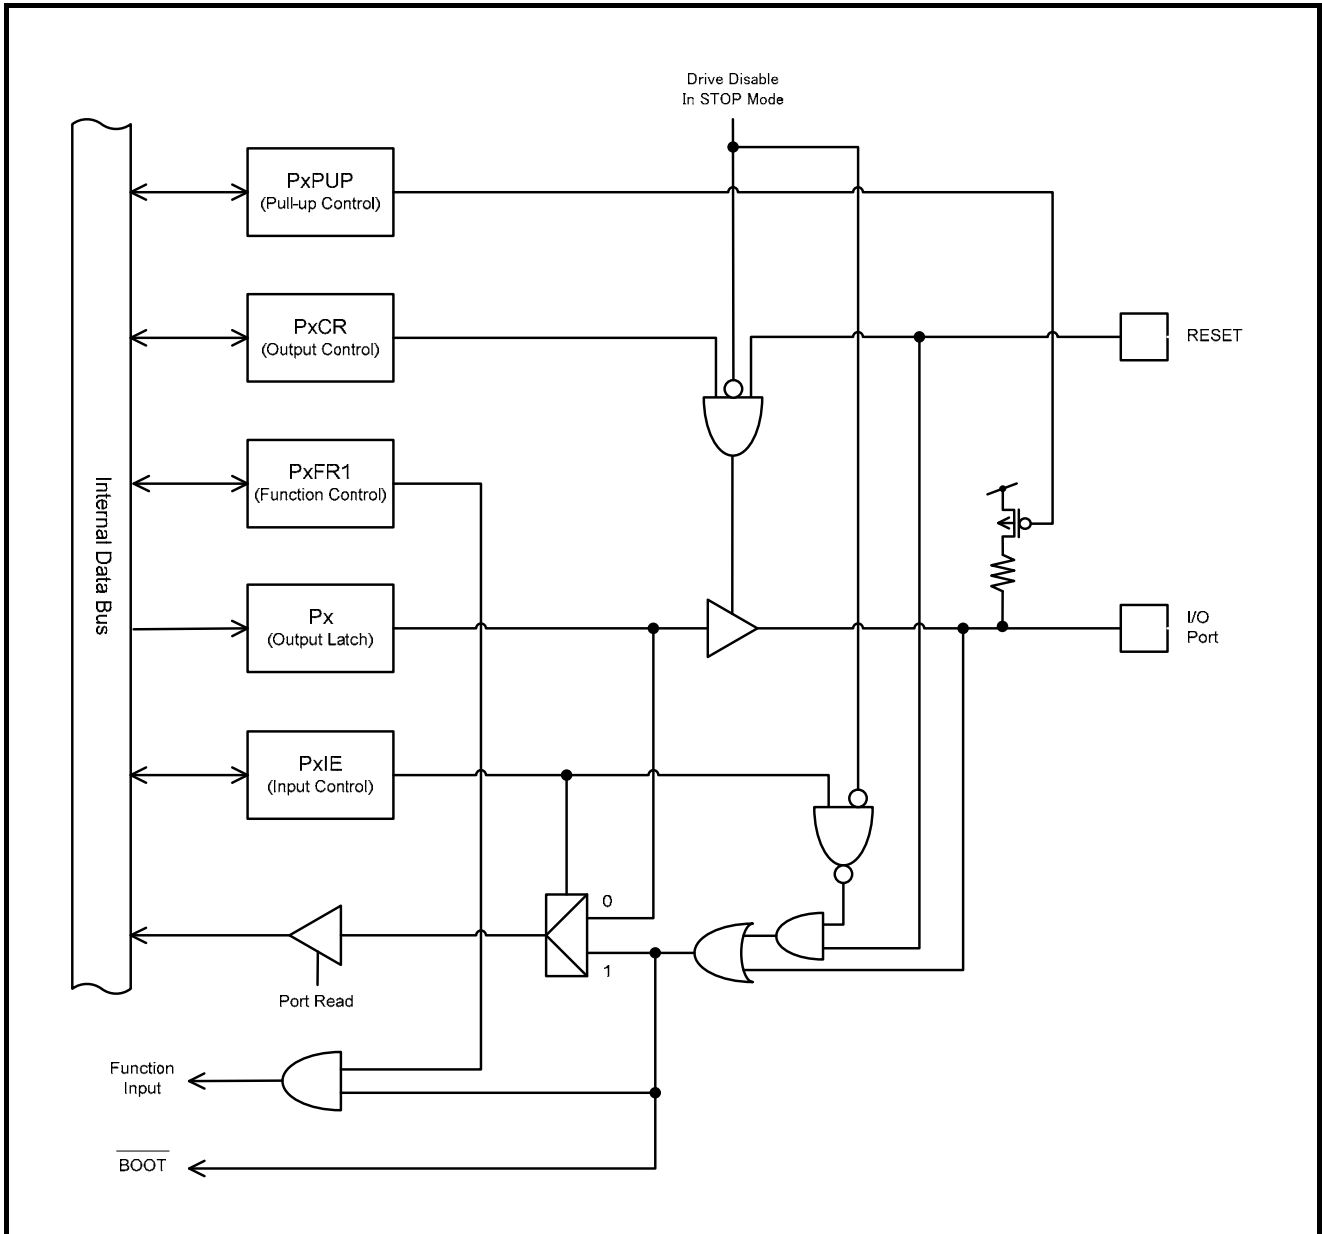 Drive Disable
In STOP Mode
PxPUP
(Pull-up Control)
PxCR
(Output Control)
RESET
PxFR1
(Function Control)
Internal Data Bus
Px
(Output Latch)
I/O
Port
PxIE
(Input Control)
0
1
Port Read
Function
Input
BOOT